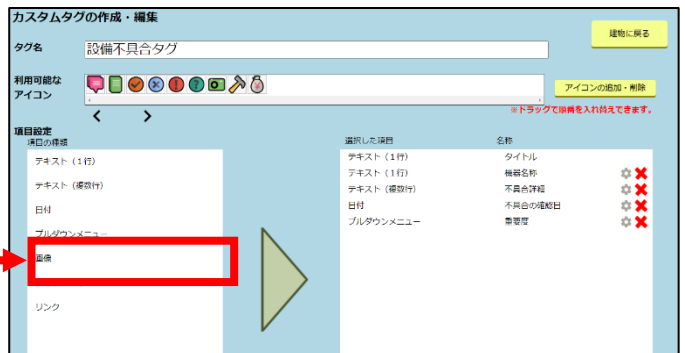 カスタムタグの作成・編集
建物に戻る
タグ名
設備不具合タグ
利用可能な
アイコン
アイコンの追加・削除
※ドラッグで順番を入れ替えできます。
項目設定
項目の種類
選択した項目 名称
テキスト（1行）
テキスト（複数行）
日付
プルダウンメニュー
画像
リンク
テキスト（1行） タイトル
テキスト（1行） 機器名称
テキスト（複数行） 不具合詳細
日付 不具合の確認日
プルダウンメニュー 重要度